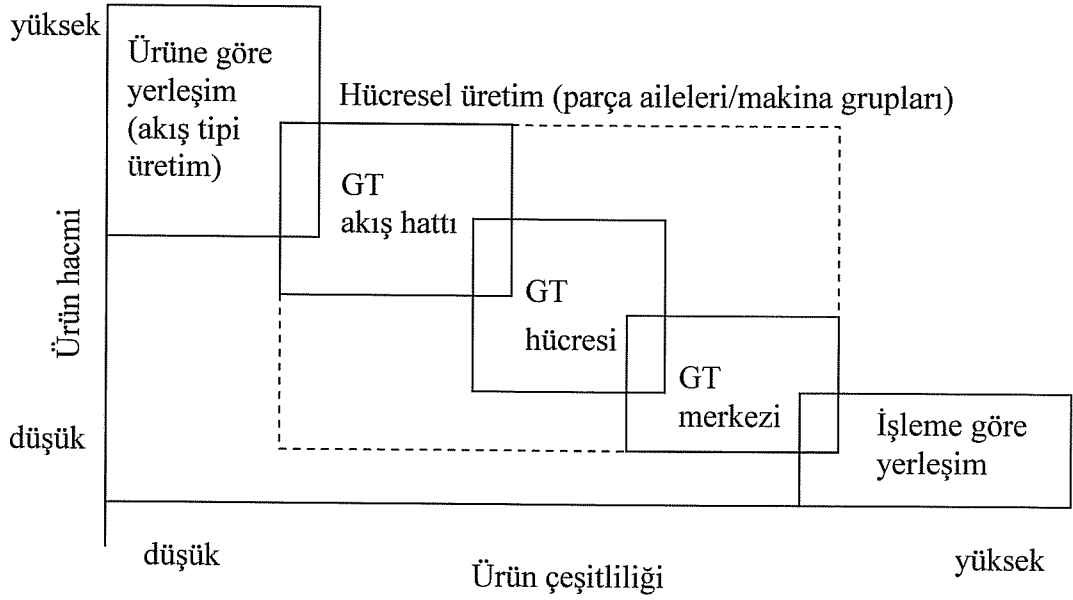 yüksek
Ürüne göre
yerleşim
(akış tipi
üretim)
Hücresel üretim (parça aileleri/makina grupları)
GT
akış hattı
GT
hücresi
GT
merkezi
İşleme göre
yerleşim
Ürün hacmi
düşük
düşük
Ürün çeşitliliği
yüksek